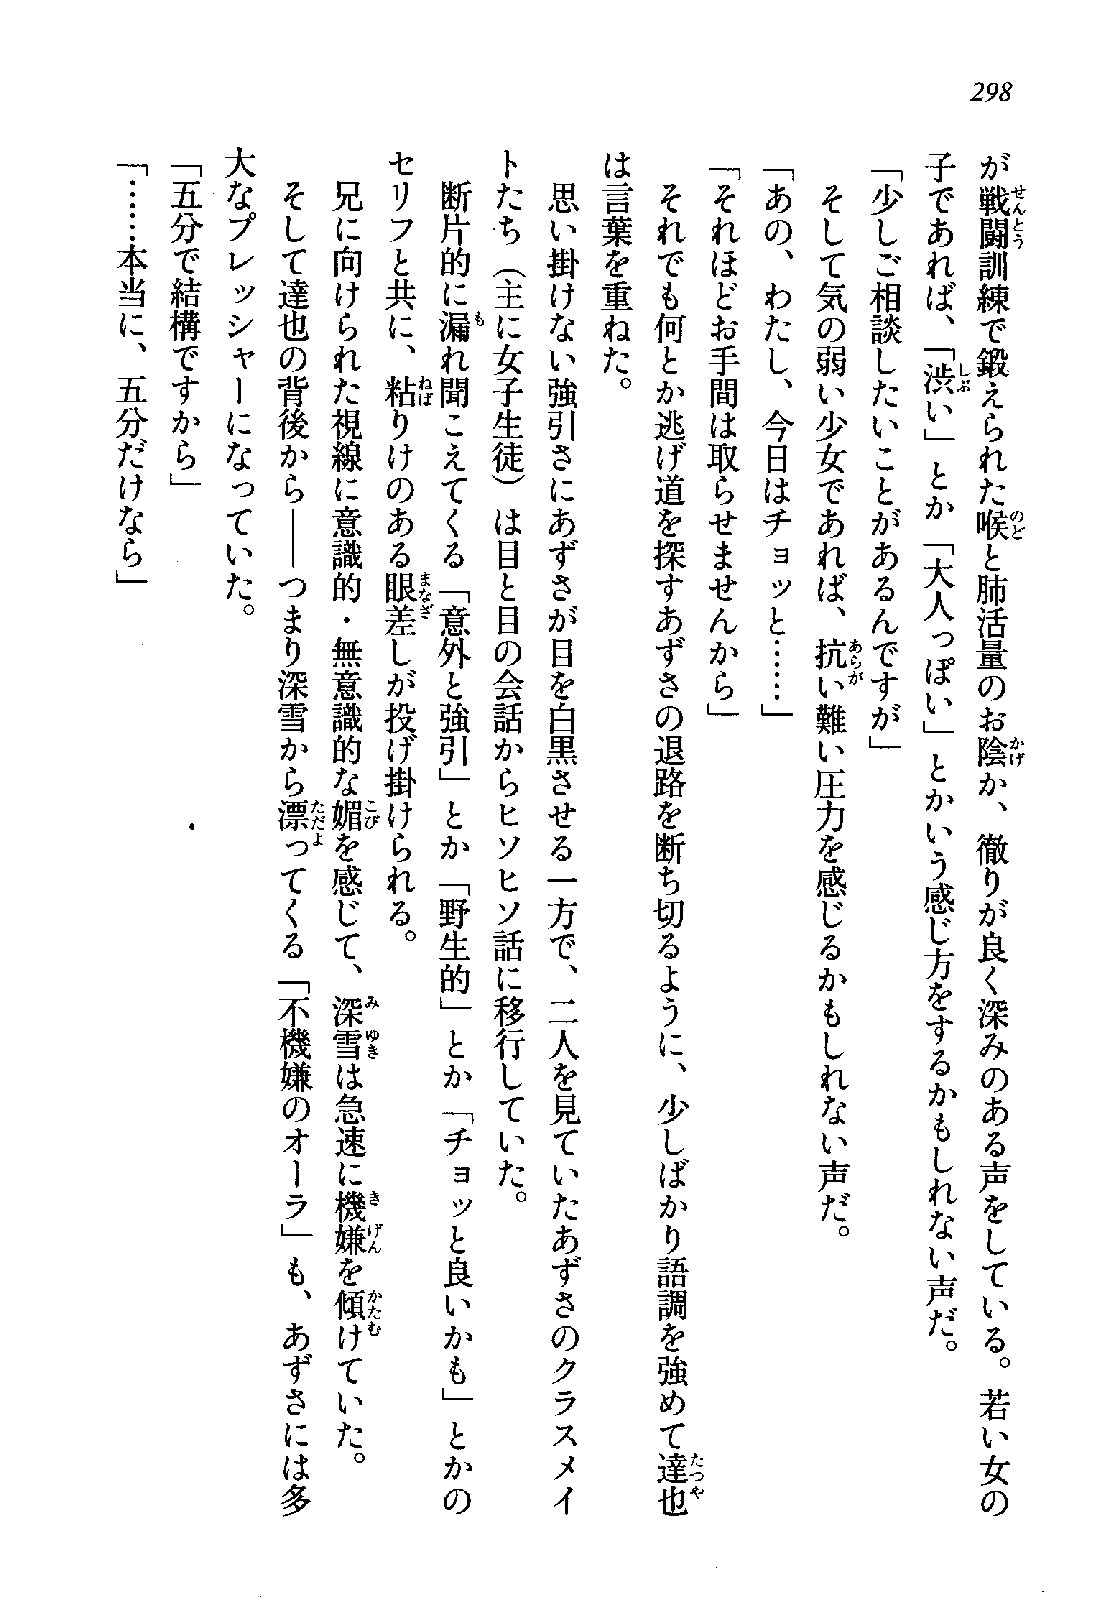 298
が戦闘訓練で鍛えられた喉と肺活量のお陰か、徹りが良く深みのある声をしている。若い女の
子であれば、「渋い」とか「大人っぽい」とかいう感じ方をするかもしれない声だ。
「少しご相談したいことがあるんですが」
そして気の弱い少女であれば、抗い難い圧力を感じるかもしれない声だ。
「あの、わたし、今日はチョッと……」
「それほどお手間は取らせませんから」
それでも何とか逃げ道を探すあずさの退路を断ち切るように、少しばかり語調を強めて達也
は言葉を重ねた。
思い掛けない強引さにあずさが目を白黒させる一方で、二人を見ていたあずさのクラスメイ
トたち（主に女子生徒）は目と目の会話からヒソヒソ話に移行していた。
断片的に漏れ聞こえてくる「意外と強引」とか「野生的」とか「チョッと良いかも」とかの
セリフと共に、粘りけのある眼差しが投げ掛けられる。
兄に向けられた視線に意識的・無意識的な媚を感じて、深雪は急速に機嫌を傾けていた。
そして達也の背後から――つまり深雪から漂ってくる「不機嫌のオーラ」も、あずさには多
大なプレッシャーになっていた。
「五分で結構ですから」
「……本当に、五分だけなら」